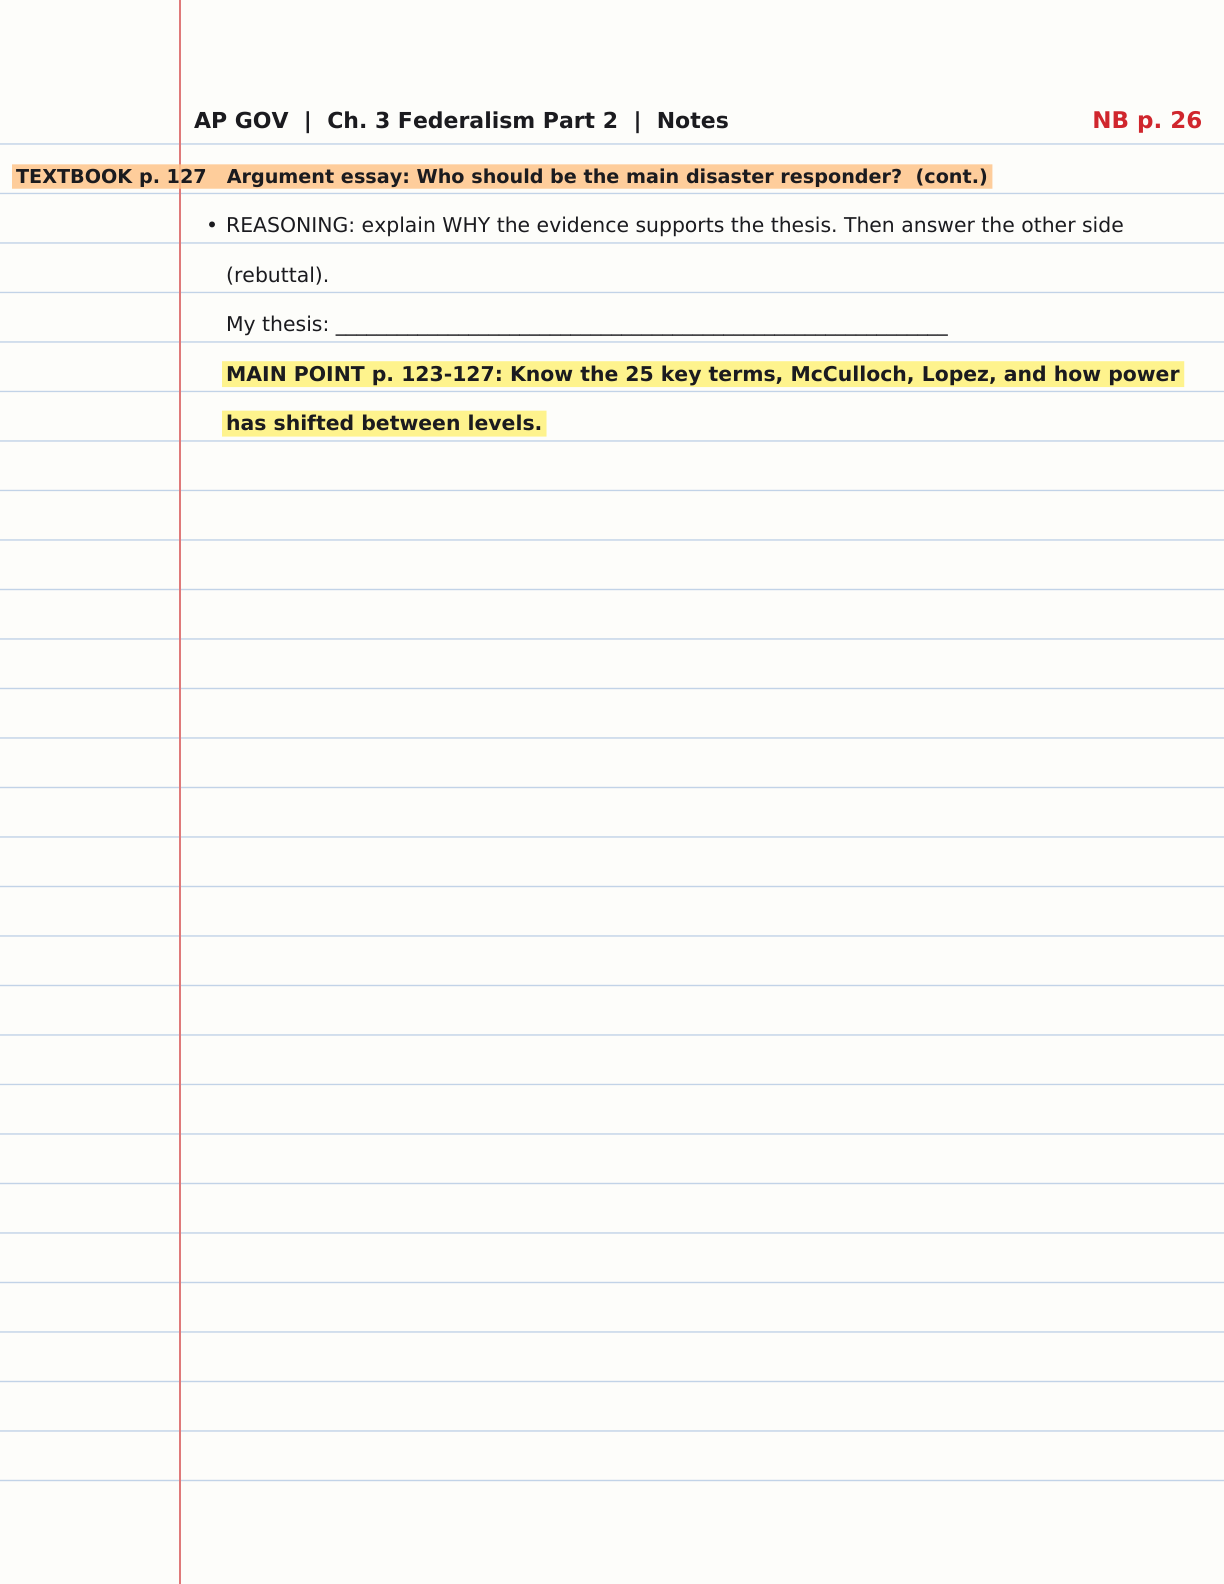 AP GOV | Ch. 3 Federalism Part 2 | Notes
NB p. 26
TEXTBOOK p. 127 Argument essay: Who should be the main disaster responder? (cont.)
• REASONING: explain WHY the evidence supports the thesis. Then answer the other side
(rebuttal).
My thesis: ____________________________________________________________
MAIN POINT p. 123-127: Know the 25 key terms, McCulloch, Lopez, and how power
has shifted between levels.